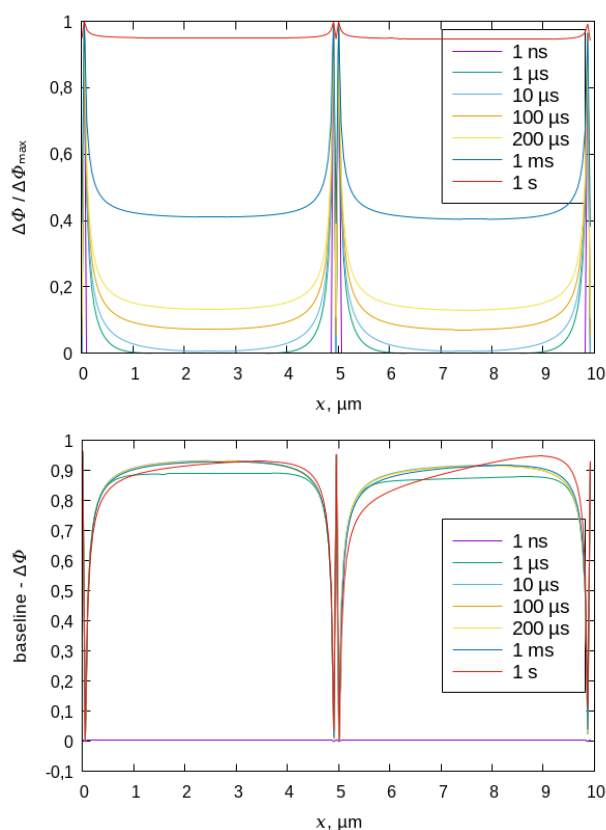 1
0,8
0,6
0,4
0,2
0
ΔΦ / ΔΦmax
1 ns
1 µs
10 µs
100 µs
200 µs
1 ms
1 s
0 1 2 3 4 5 6 7 8 9 10
x, µm
1
0,9
0,8
0,7
0,6
0,5
0,4
0,3
0,2
0,1
0
-0,1
baseline - ΔΦ
1 ns
1 µs
10 µs
100 µs
200 µs
1 ms
1 s
0 1 2 3 4 5 6 7 8 9 10
x, µm